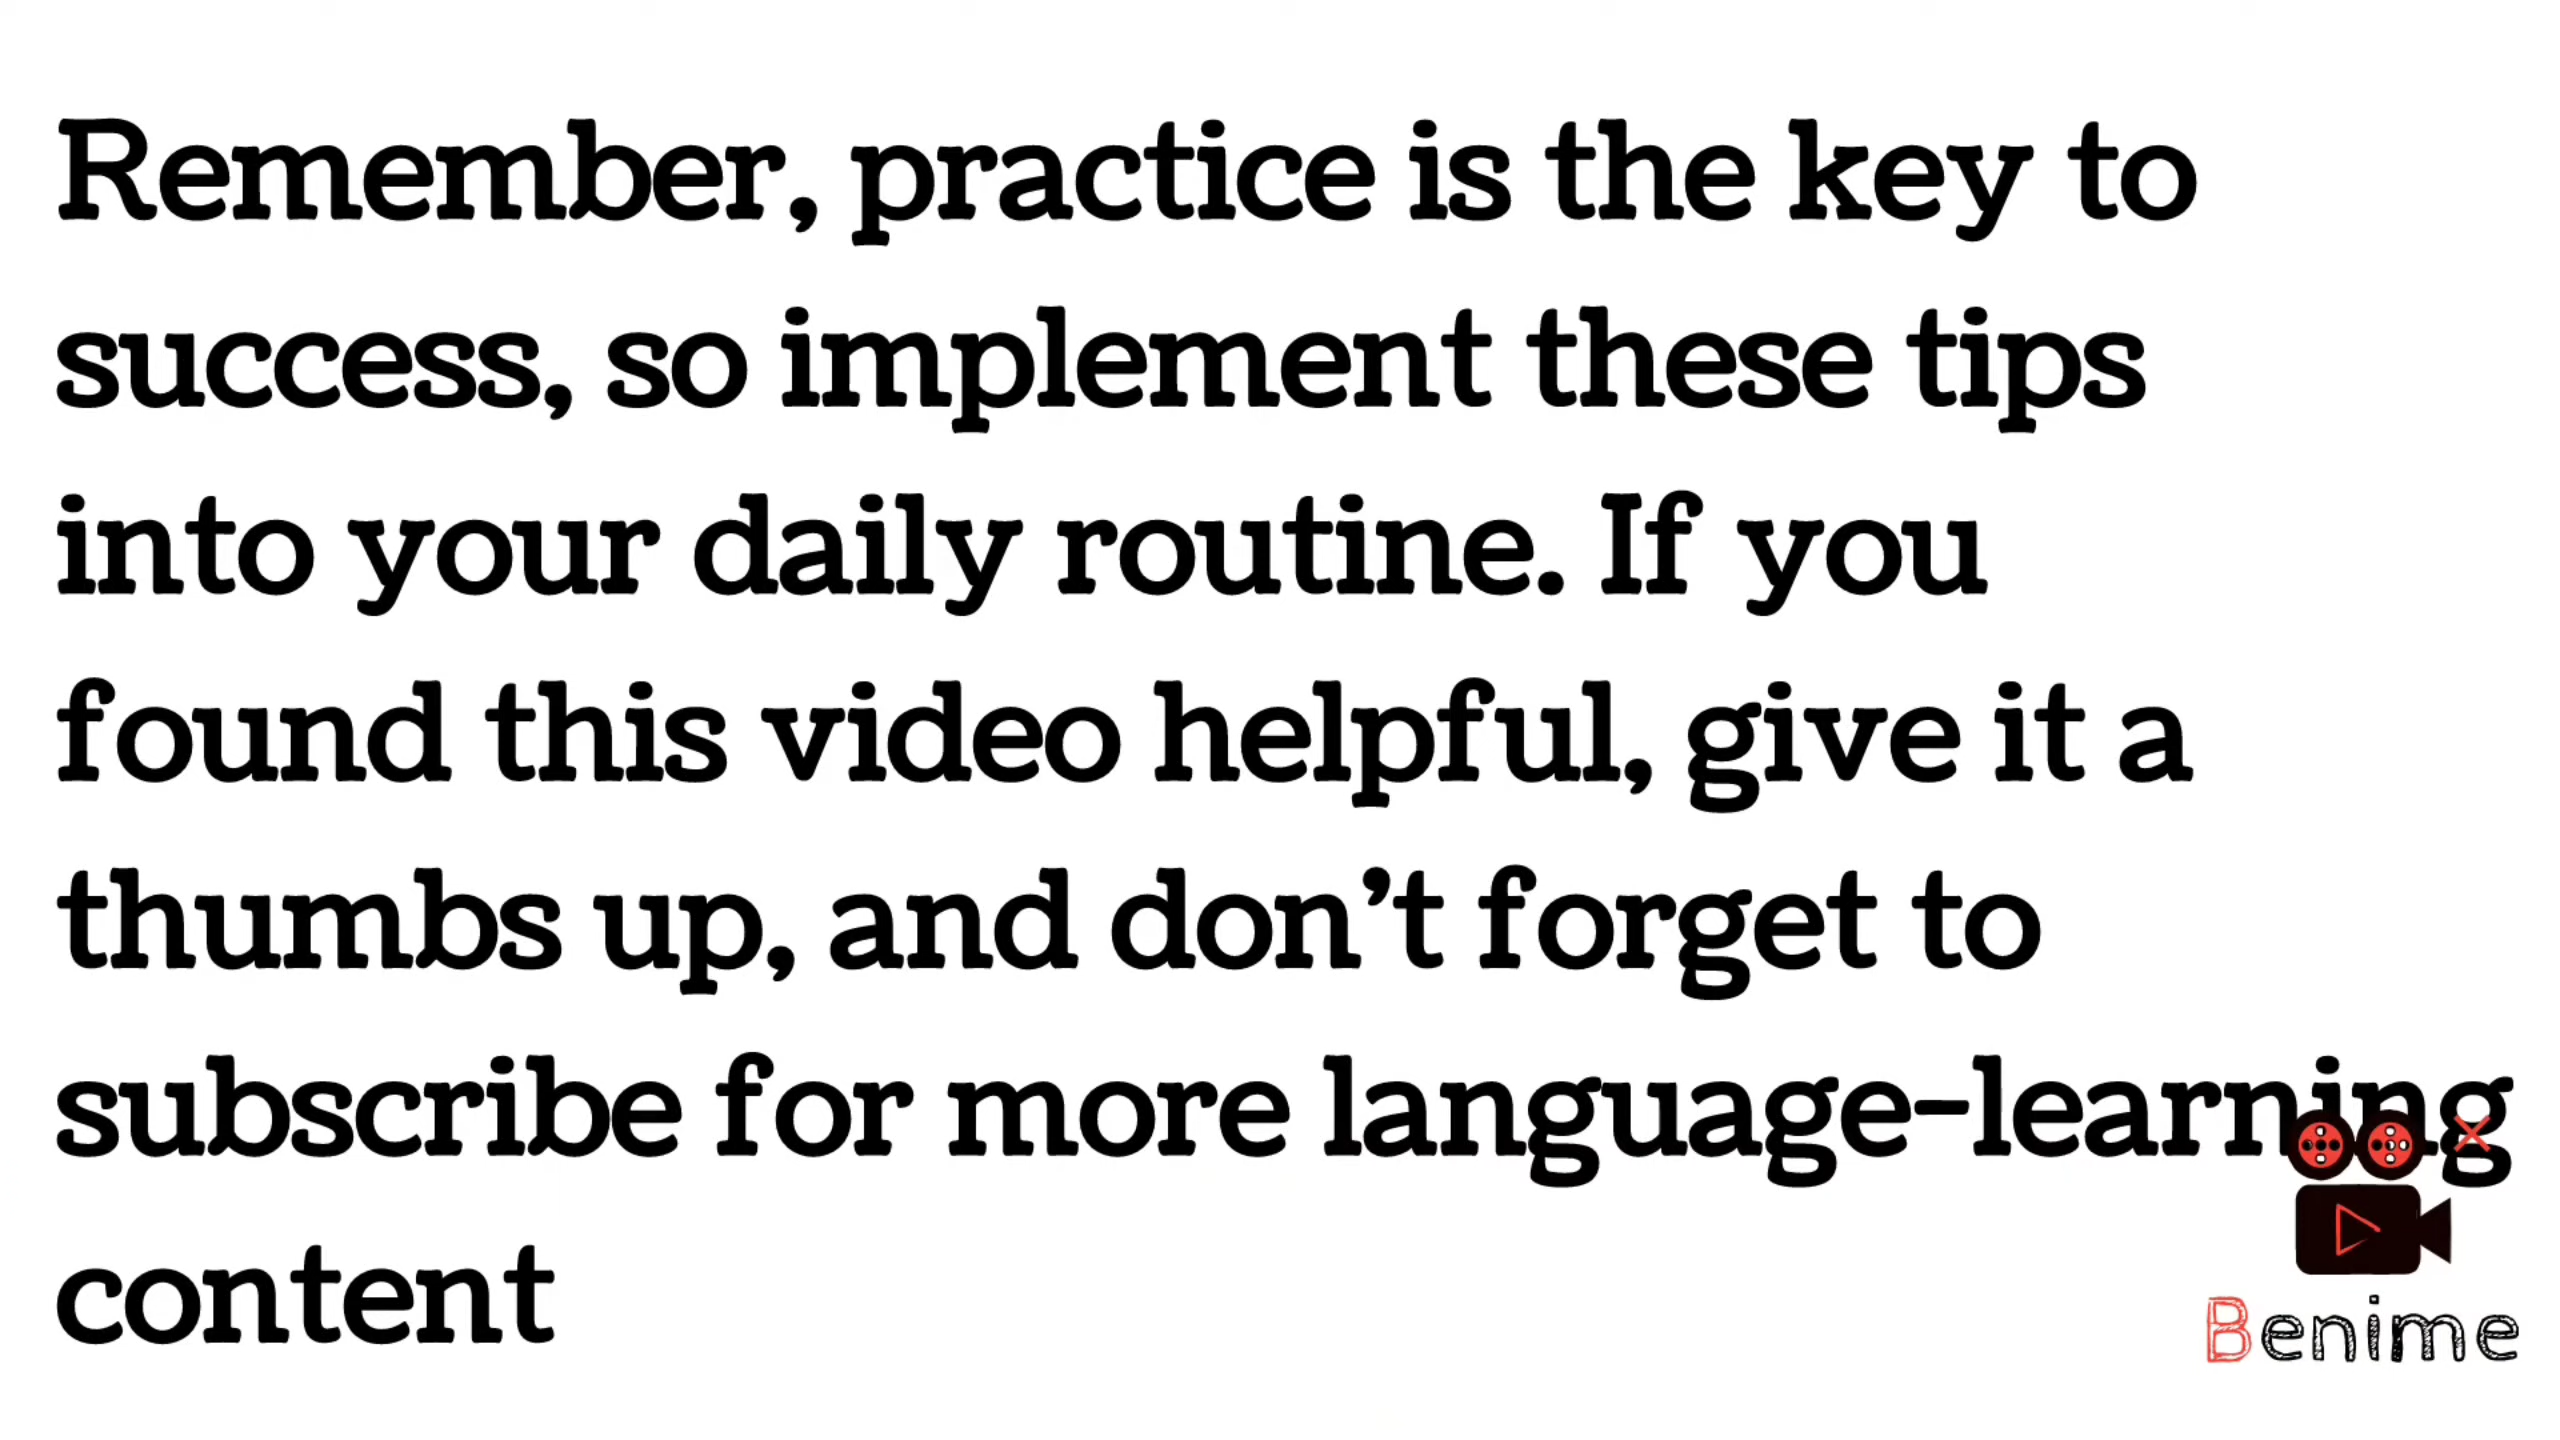 Remember, practice is the key to
success, so implement these tips
into your daily routine. If you
found this video helpful, give it a
thumbs up, and don’t forget to
subscribe for more language-learning
content
Benime